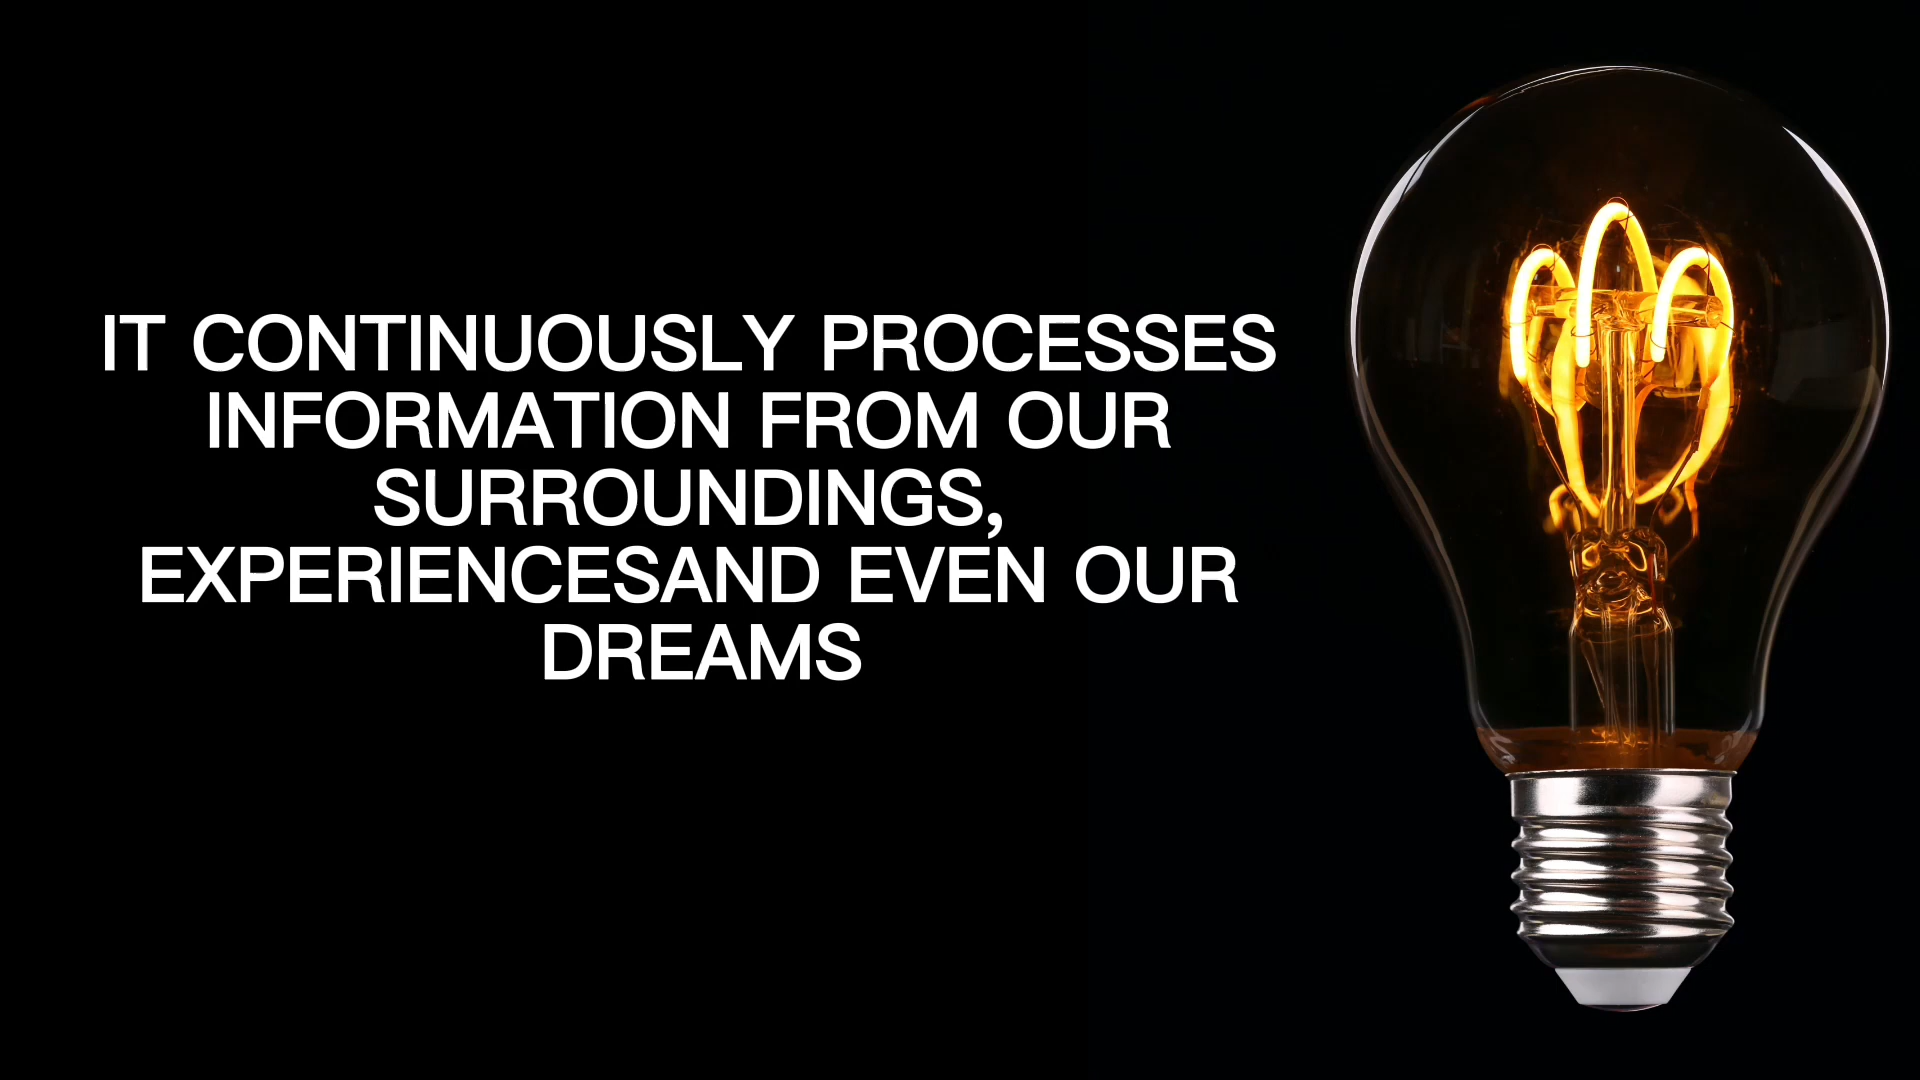 IT CONTINUOUSLY PROCESSES
INFORMATION FROM OUR
SURROUNDINGS,
EXPERIENCESAND EVEN OUR
DREAMS